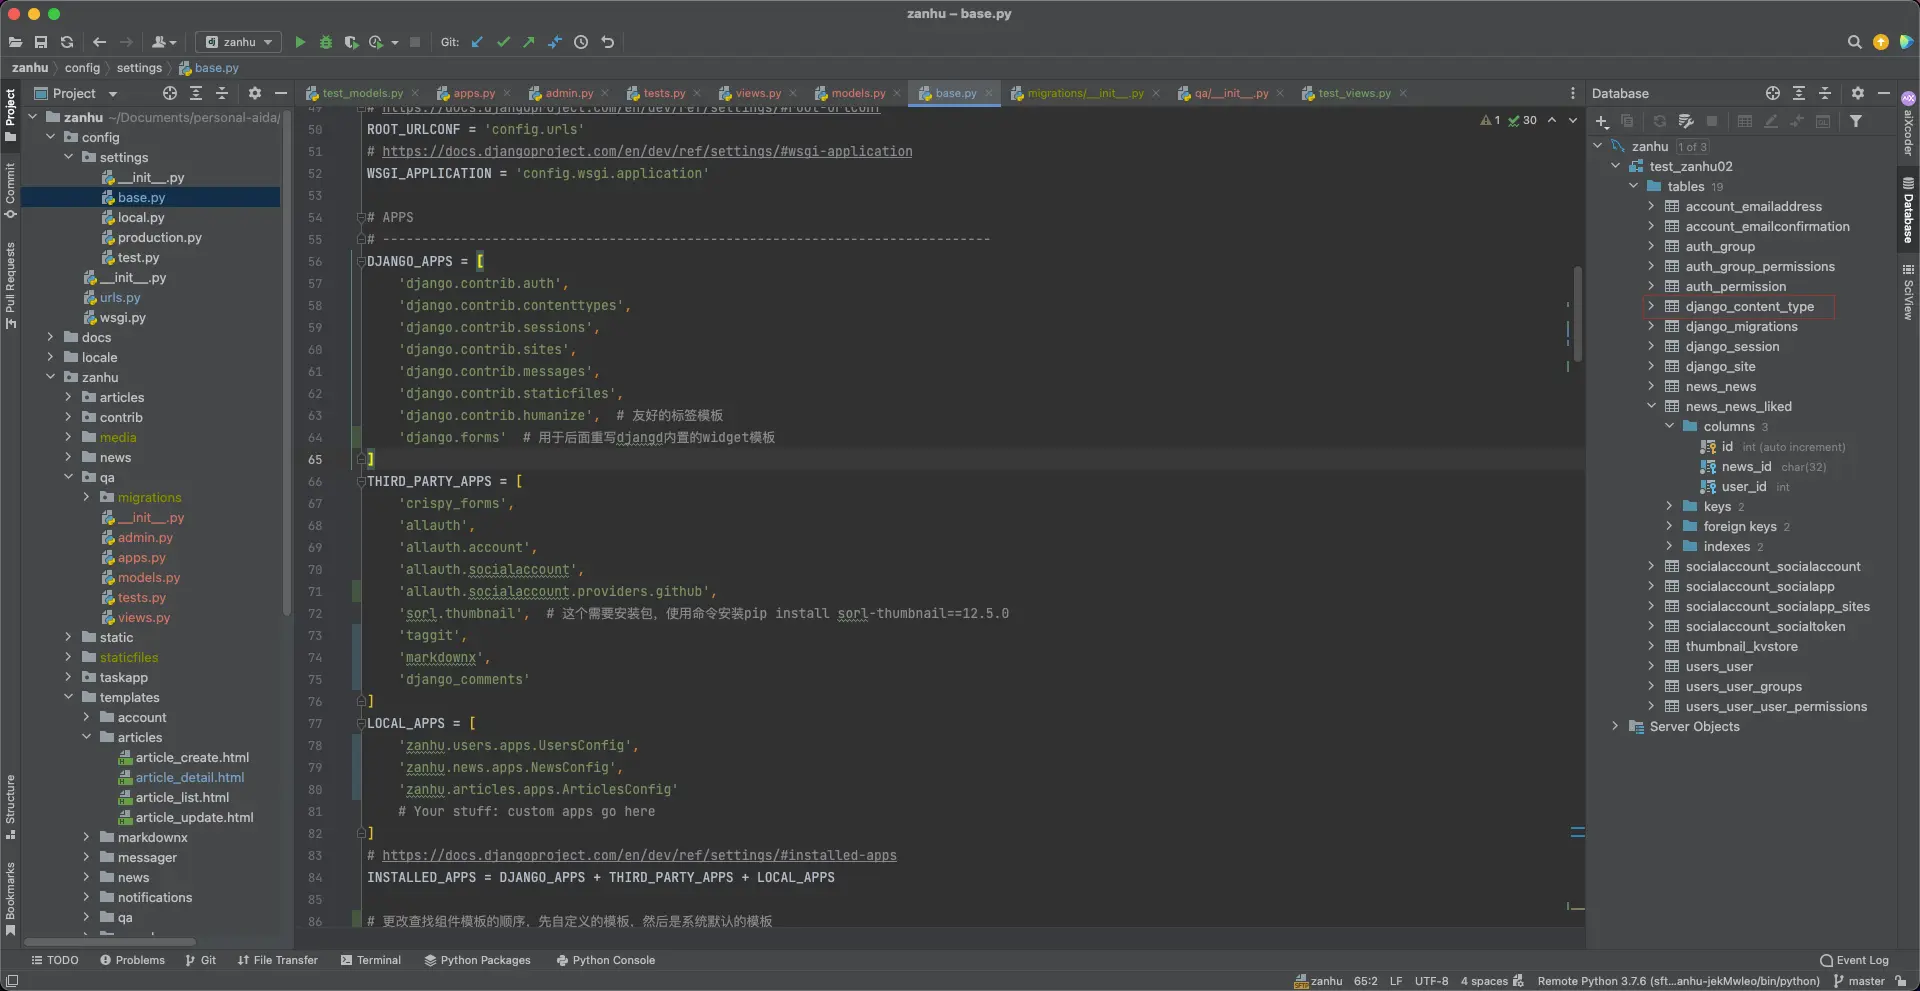 zanhu – base.py
zanhu
Git:
zanhu
config
settings
base.py
Project
test_models.py
apps.py
admin.py
tests.py
views.py
models.py
base.py
migrations/__init__.py
qa/__init__.py
test_views.py
Database
Project
Commit
Pull Requests
Structure
Bookmarks
zanhu ~/Documents/personal-aida/
config
settings
__init__.py
base.py
local.py
production.py
test.py
__init__.py
urls.py
wsgi.py
docs
locale
zanhu
articles
contrib
media
news
qa
migrations
__init__.py
admin.py
apps.py
models.py
tests.py
views.py
static
staticfiles
taskapp
templates
account
articles
article_create.html
article_detail.html
article_list.html
article_update.html
markdownx
messager
news
notifications
qa
1 30
49 # https://docs.djangoproject.com/en/dev/ref/settings/#root-urlconf
50 ROOT_URLCONF = 'config.urls'
51 # https://docs.djangoproject.com/en/dev/ref/settings/#wsgi-application
52 WSGI_APPLICATION = 'config.wsgi.application'
53
54 # APPS
55 # ------------------------------------------------------------------------------
56 DJANGO_APPS = [
57 'django.contrib.auth',
58 'django.contrib.contenttypes',
59 'django.contrib.sessions',
60 'django.contrib.sites',
61 'django.contrib.messages',
62 'django.contrib.staticfiles',
63 'django.contrib.humanize', # 友好的标签模板
64 'django.forms' # 用于后面重写djangd内置的widget模板
65 ]
66 THIRD_PARTY_APPS = [
67 'crispy_forms',
68 'allauth',
69 'allauth.account',
70 'allauth.socialaccount',
71 'allauth.socialaccount.providers.github',
72 'sorl.thumbnail', # 这个需要安装包，使用命令安装pip install sorl-thumbnail==12.5.0
73 'taggit',
74 'markdownx',
75 'django_comments'
76 ]
77 LOCAL_APPS = [
78 'zanhu.users.apps.UsersConfig',
79 'zanhu.news.apps.NewsConfig',
80 'zanhu.articles.apps.ArticlesConfig'
81 # Your stuff: custom apps go here
82 ]
83 # https://docs.djangoproject.com/en/dev/ref/settings/#installed-apps
84 INSTALLED_APPS = DJANGO_APPS + THIRD_PARTY_APPS + LOCAL_APPS
85
86 # 更改查找组件模板的顺序，先自定义的模板，然后是系统默认的模板
zanhu 1 of 3
test_zanhu02
tables 19
account_emailaddress
account_emailconfirmation
auth_group
auth_group_permissions
auth_permission
django_content_type
django_migrations
django_session
django_site
news_news
news_news_liked
columns 3
id int (auto increment)
news_id char(32)
user_id int
keys 2
foreign keys 2
indexes 2
socialaccount_socialaccount
socialaccount_socialapp
socialaccount_socialapp_sites
socialaccount_socialtoken
thumbnail_kvstore
users_user
users_user_groups
users_user_user_permissions
Server Objects
aiXcoder
Database
SciView
TODO
Problems
Git
File Transfer
Terminal
Python Packages
Python Console
Event Log
zanhu 65:2 LF UTF-8 4 spaces Remote Python 3.7.6 (sft...anhu-jekMwleo/bin/python) master